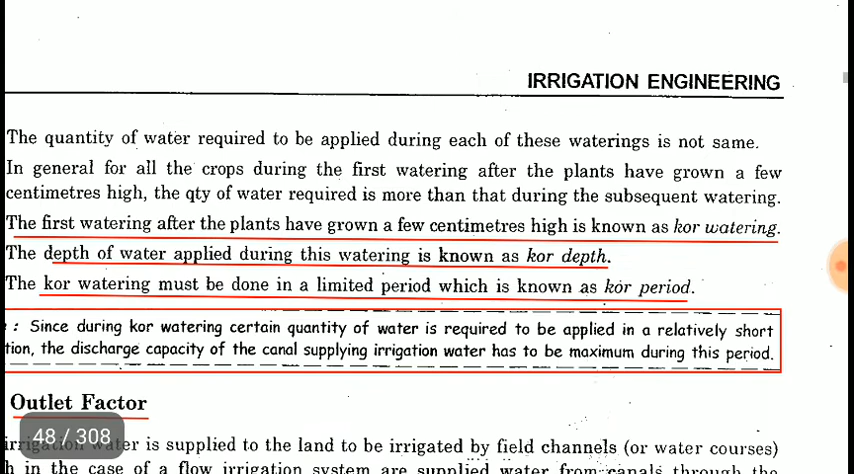 IRRIGATION ENGINEERING
The quantity of water required to be applied during each of these waterings is not same.
In general for all the crops during the first watering after the plants have grown a few
centimetres high, the qty of water required is more than that during the subsequent watering.
The first watering after the plants have grown a few centimetres high is known as kor watering.
The depth of water applied during this watering is known as kor depth.
The kor watering must be done in a limited period which is known as kor period.
: Since during kor watering certain quantity of water is required to be applied in a relatively short
tion, the discharge capacity of the canal supplying irrigation water has to be maximum during this period.
Outlet Factor
48 / 308
water is supplied to the land to be irrigated by field channels (or water courses)
h in the case of a flow irrigation system are supplied water from canals through the